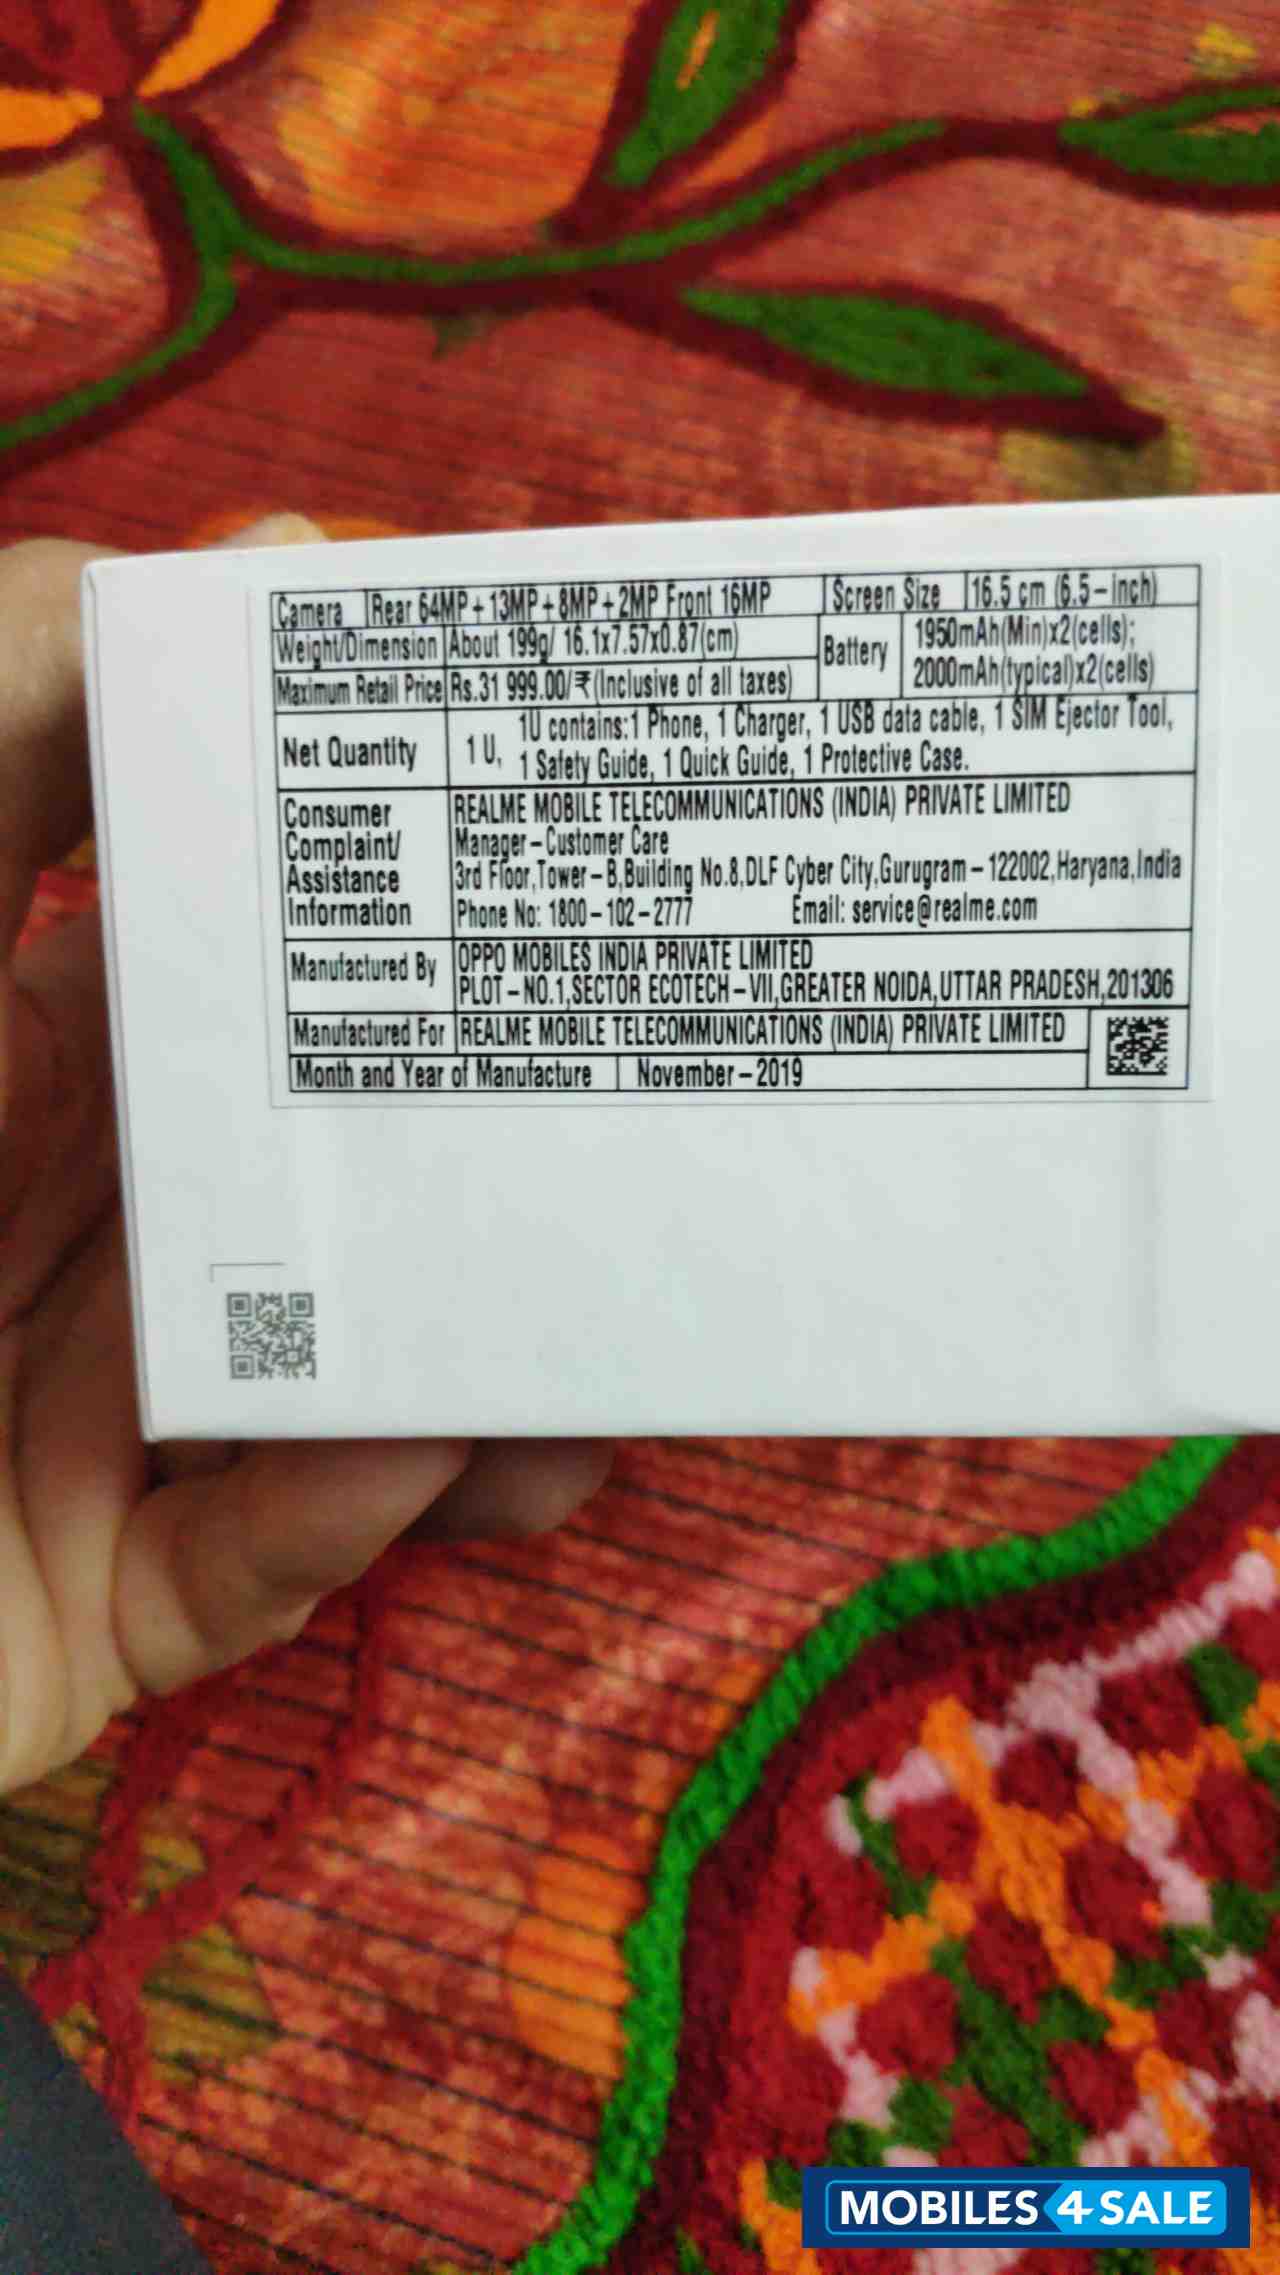 Camera Rear 64MP+13MP+8MP+2MP Front 16MP Screen Size 16.5 cm (6.5-inch)
Weight/Dimension About 199g/ 16.1x7.57x0.87(cm) Battery 1950mAh(Min)x2(cells);
2000mAh(typical)x2(cells)
Maximum Retail Price Rs.31 999.00/₹(Inclusive of all taxes)
Net Quantity 1 U, 1U contains:1 Phone, 1 Charger, 1 USB data cable, 1 SIM Ejector Tool,
1 Safety Guide, 1 Quick Guide, 1 Protective Case.
Consumer Complaint/ Assistance Information
REALME MOBILE TELECOMMUNICATIONS (INDIA) PRIVATE LIMITED
Manager-Customer Care
3rd Floor,Tower-B,Building No.8,DLF Cyber City,Gurugram-122002,Haryana,India
Phone No: 1800-102-2777 Email: service@realme.com
Manufactured By OPPO MOBILES INDIA PRIVATE LIMITED
PLOT-NO.1,SECTOR ECOTECH-VII,GREATER NOIDA,UTTAR PRADESH,201306
Manufactured For REALME MOBILE TELECOMMUNICATIONS (INDIA) PRIVATE LIMITED
Month and Year of Manufacture November-2019
MOBILES 4 SALE